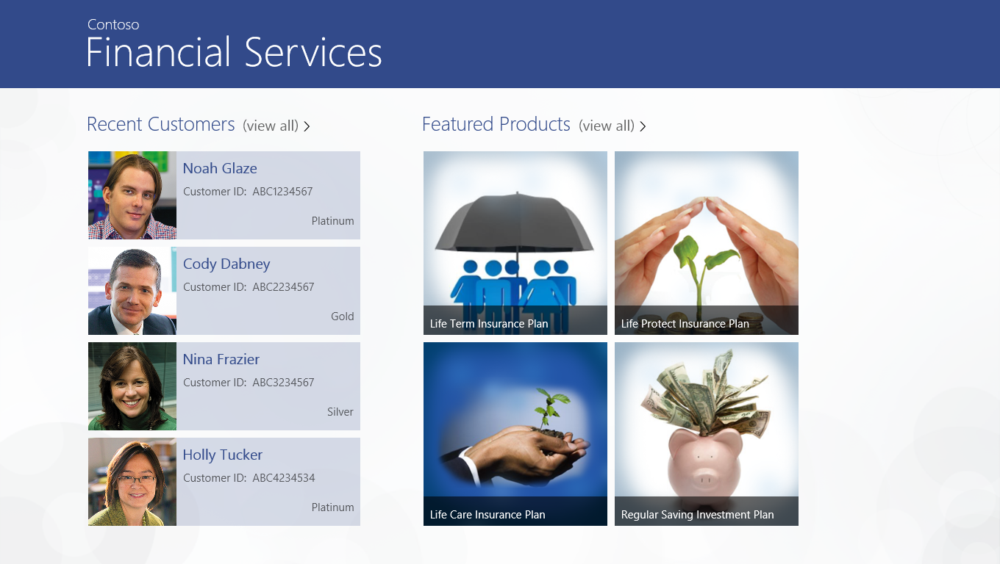 Contoso
Financial Services
Recent Customers (view all)
Noah Glaze
Customer ID: ABC1234567
Platinum
Cody Dabney
Customer ID: ABC2234567
Gold
Nina Frazier
Customer ID: ABC3234567
Silver
Holly Tucker
Customer ID: ABC4234534
Platinum
Featured Products (view all)
Life Term Insurance Plan
Life Protect Insurance Plan
Life Care Insurance Plan
Regular Saving Investment Plan